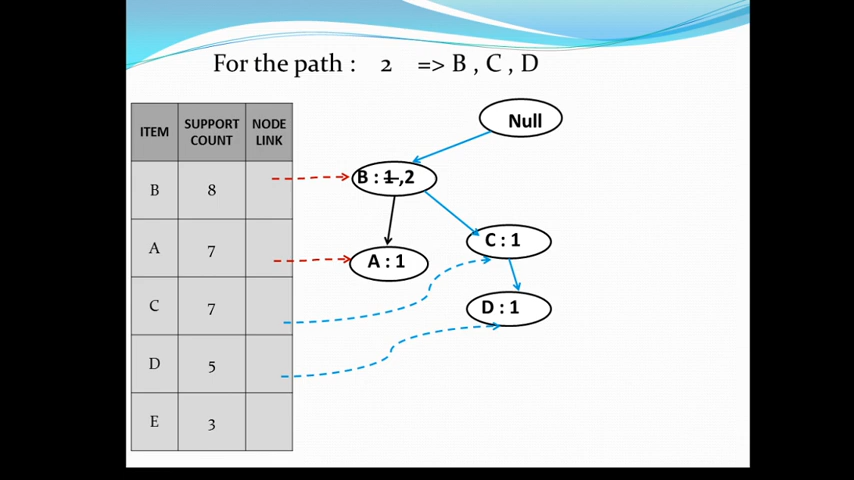 For the path : 2 => B , C , D
ITEM SUPPORT COUNT NODE LINK
B 8
A 7
C 7
D 5
E 3
Null
B : 1 ,2
C : 1
A : 1
D : 1